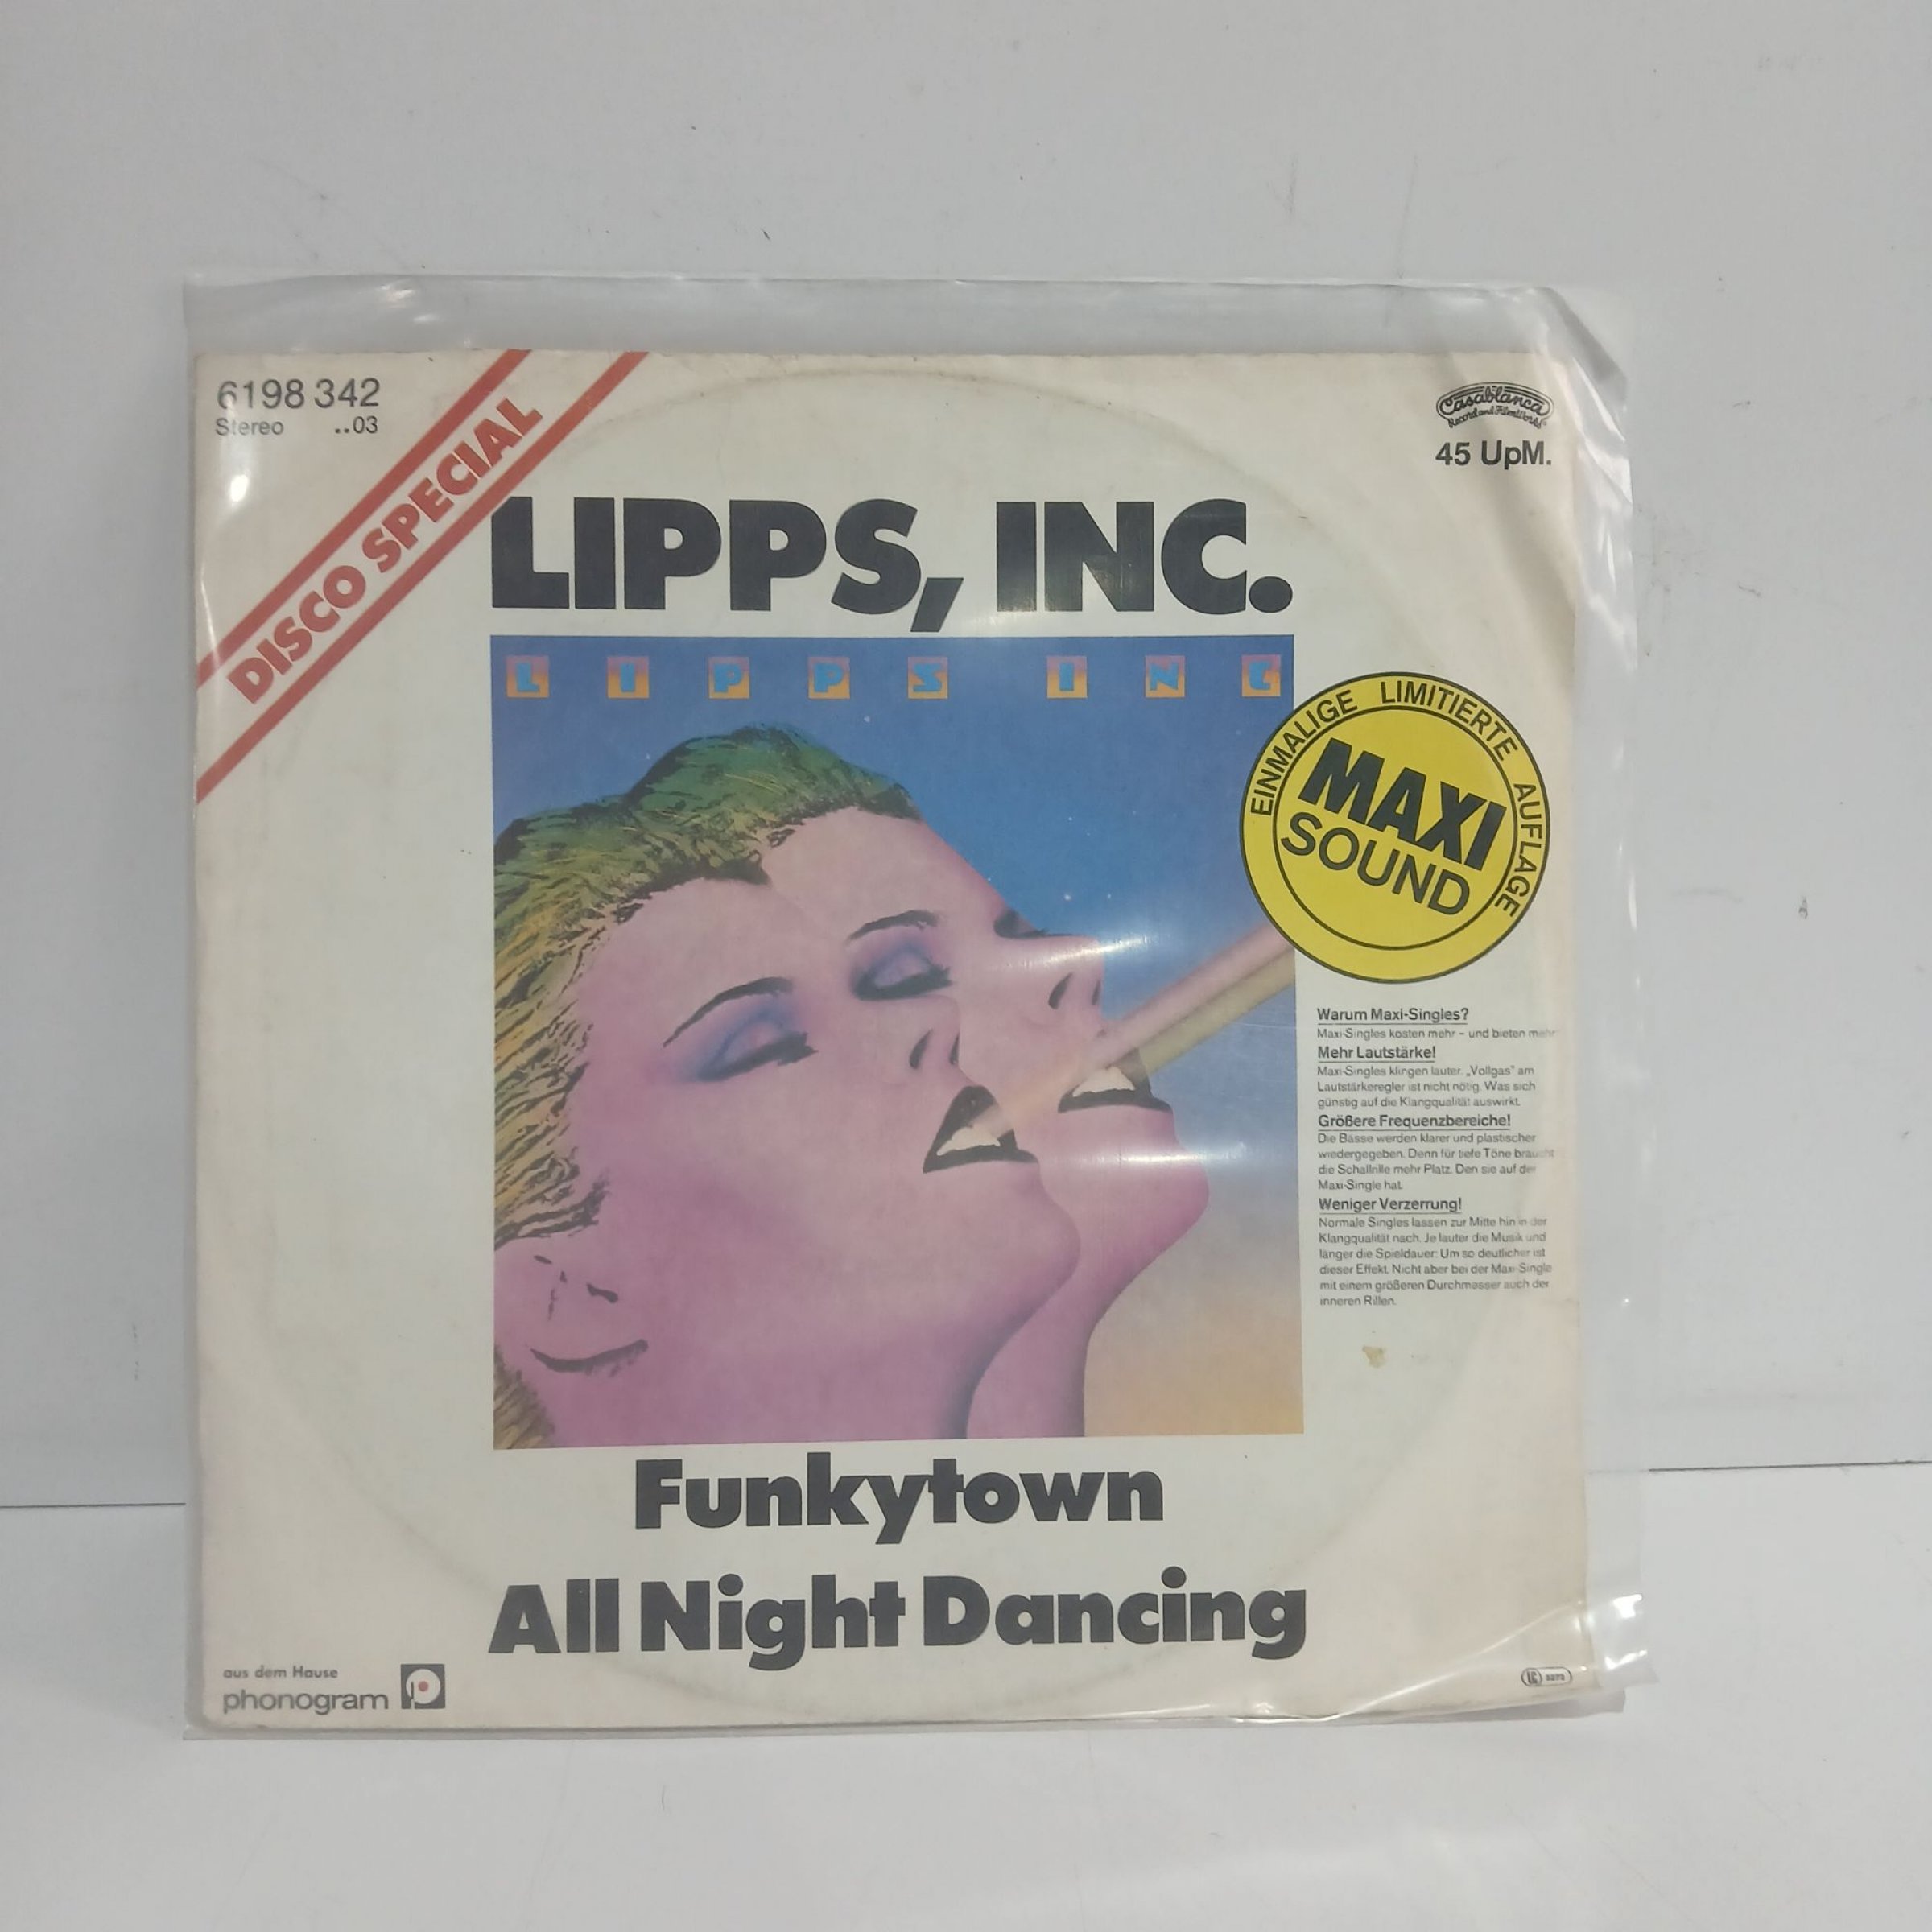 6198 342
Stereo ..03
DISCO SPECIAL
Casablanca
Record and FilmWorks
45 UpM.
LIPPS, INC.
LIPPS INC
EINMALIGE LIMITIERTE AUFLAGE
MAXI
SOUND
Warum Maxi-Singles?
Maxi-Singles kosten mehr – und bieten mehr
Mehr Lautstärke!
Maxi-Singles klingen lauter. „Vollgas" am
Lautstärkeregler ist nicht nötig. Was sich
günstig auf die Klangqualität auswirkt.
Größere Frequenzbereiche!
Die Bässe werden klarer und plastischer
wiedergegeben. Denn für tiefe Töne braucht
die Schallrille mehr Platz. Den sie auf der
Maxi-Single hat.
Weniger Verzerrung!
Normale Singles lassen zur Mitte hin in der
Klangqualität nach. Je lauter die Musik und
länger die Spieldauer: Um so deutlicher ist
dieser Effekt. Nicht aber bei der Maxi-Single
mit einem größeren Durchmesser auch der
inneren Rillen.
Funkytown
All Night Dancing
aus dem Hause
phonogram
LC